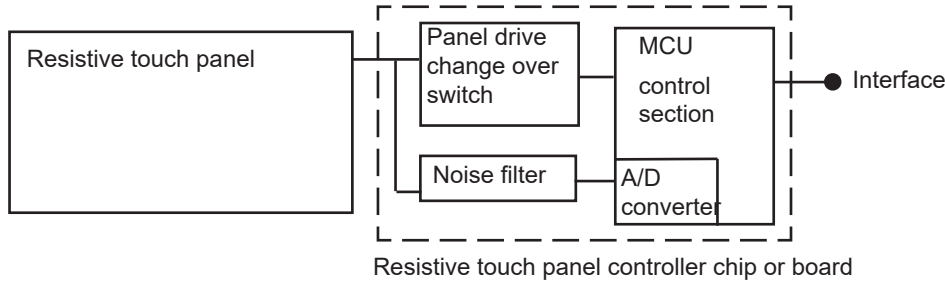 Resistive touch panel
Panel drive
change over
switch
MCU
control
section
Interface
Noise filter
A/D
converter
Resistive touch panel controller chip or board